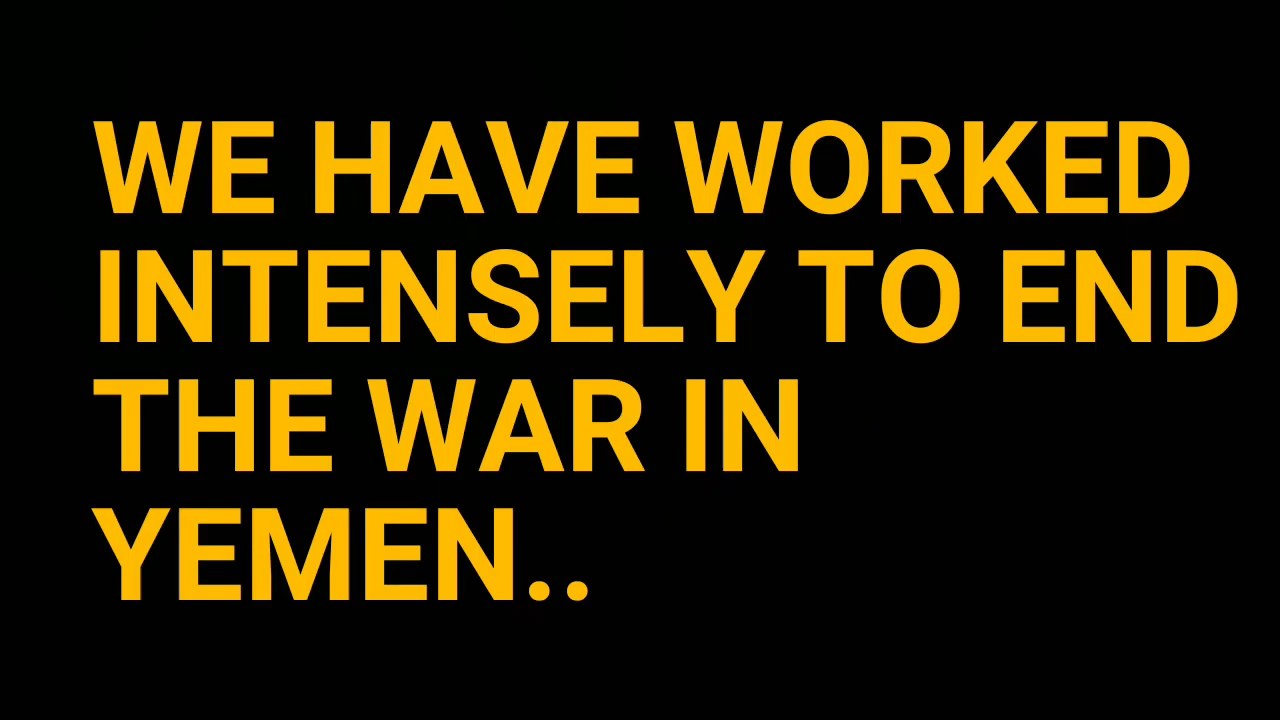 WE HAVE WORKED
INTENSELY TO END
THE WAR IN
YEMEN..